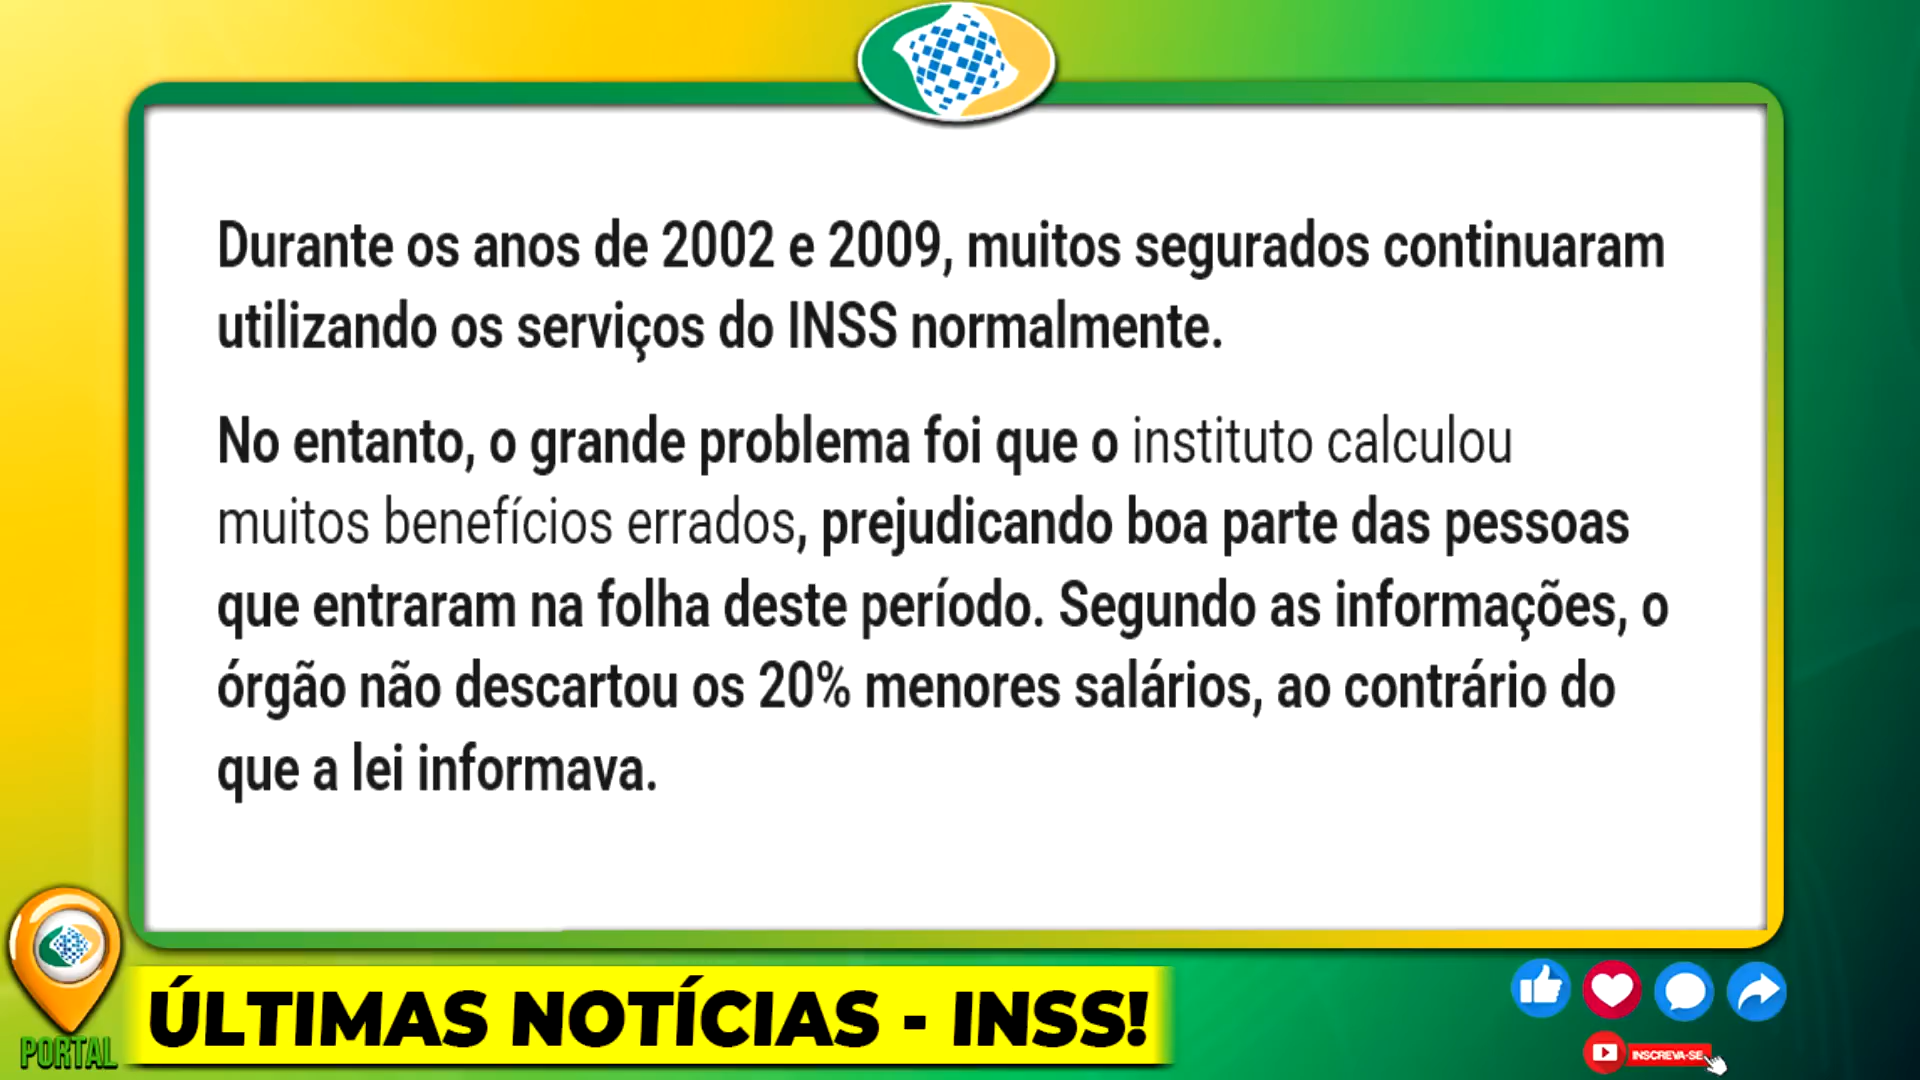 Durante os anos de 2002 e 2009, muitos segurados continuaram
utilizando os serviços do INSS normalmente.
No entanto, o grande problema foi que o instituto calculou
muitos benefícios errados, prejudicando boa parte das pessoas
que entraram na folha deste período. Segundo as informações, o
órgão não descartou os 20% menores salários, ao contrário do
que a lei informava.
PORTAL
ÚLTIMAS NOTÍCIAS - INSS!
INSCREVA-SE